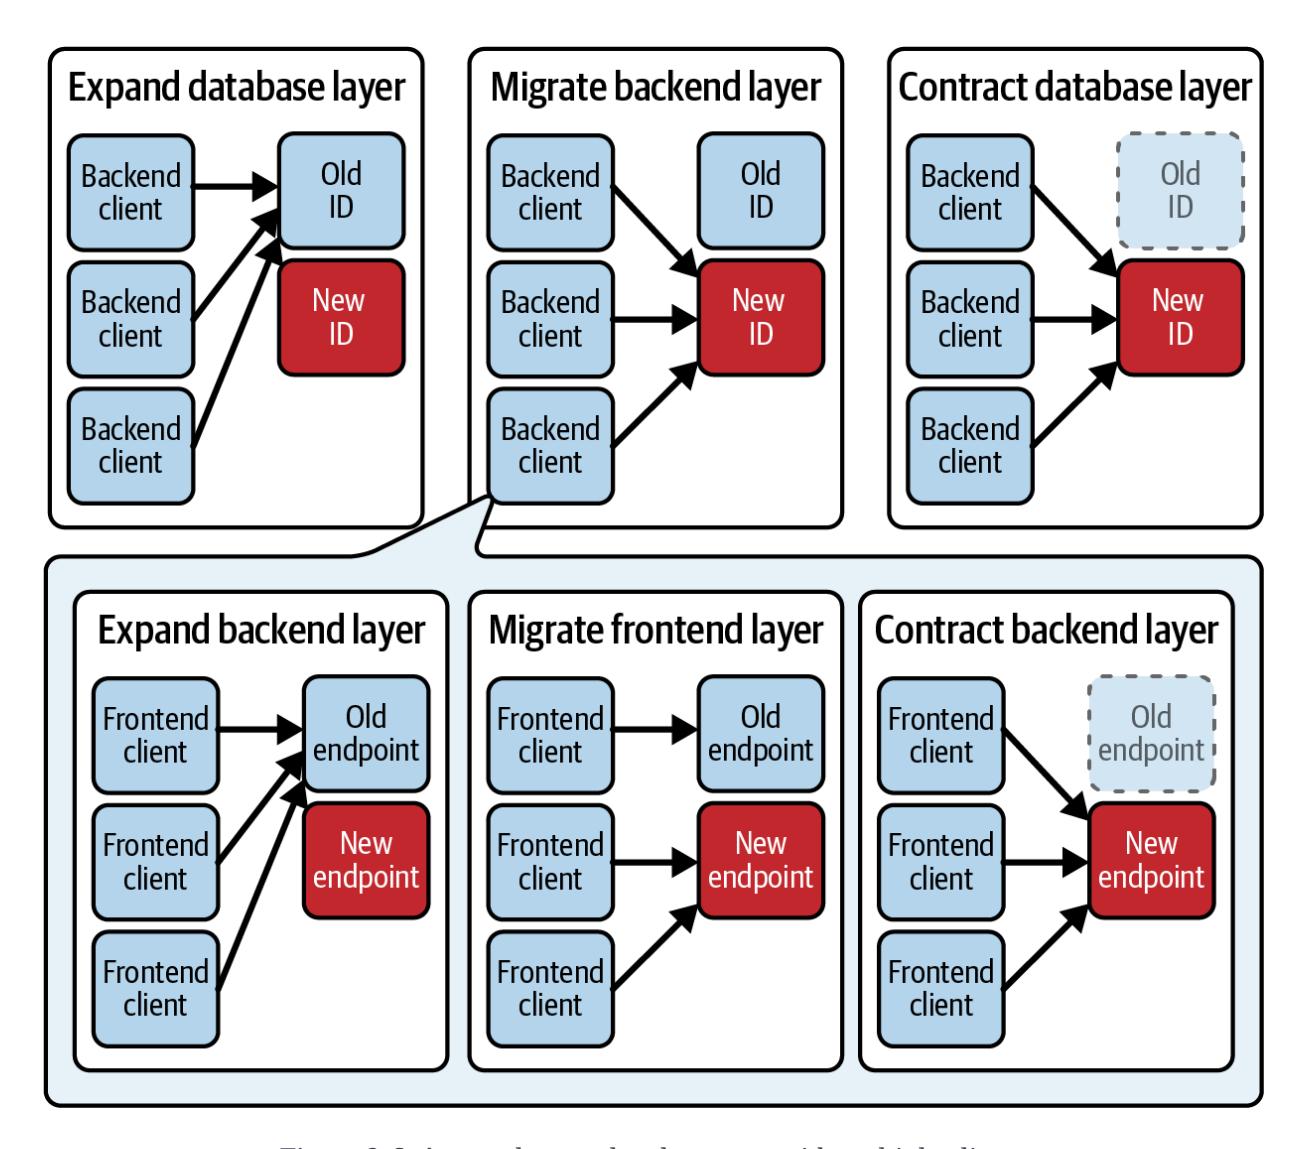 Expand database layer
Backend
client
Old
ID
Backend
client
New
ID
Backend
client
Migrate backend layer
Backend
client
Old
ID
Backend
client
New
ID
Backend
client
Contract database layer
Backend
client
Old
ID
Backend
client
New
ID
Backend
client
Expand backend layer
Frontend
client
Old
endpoint
Frontend
client
New
endpoint
Frontend
client
Migrate frontend layer
Frontend
client
Old
endpoint
Frontend
client
New
endpoint
Frontend
client
Contract backend layer
Frontend
client
Old
endpoint
Frontend
client
New
endpoint
Frontend
client